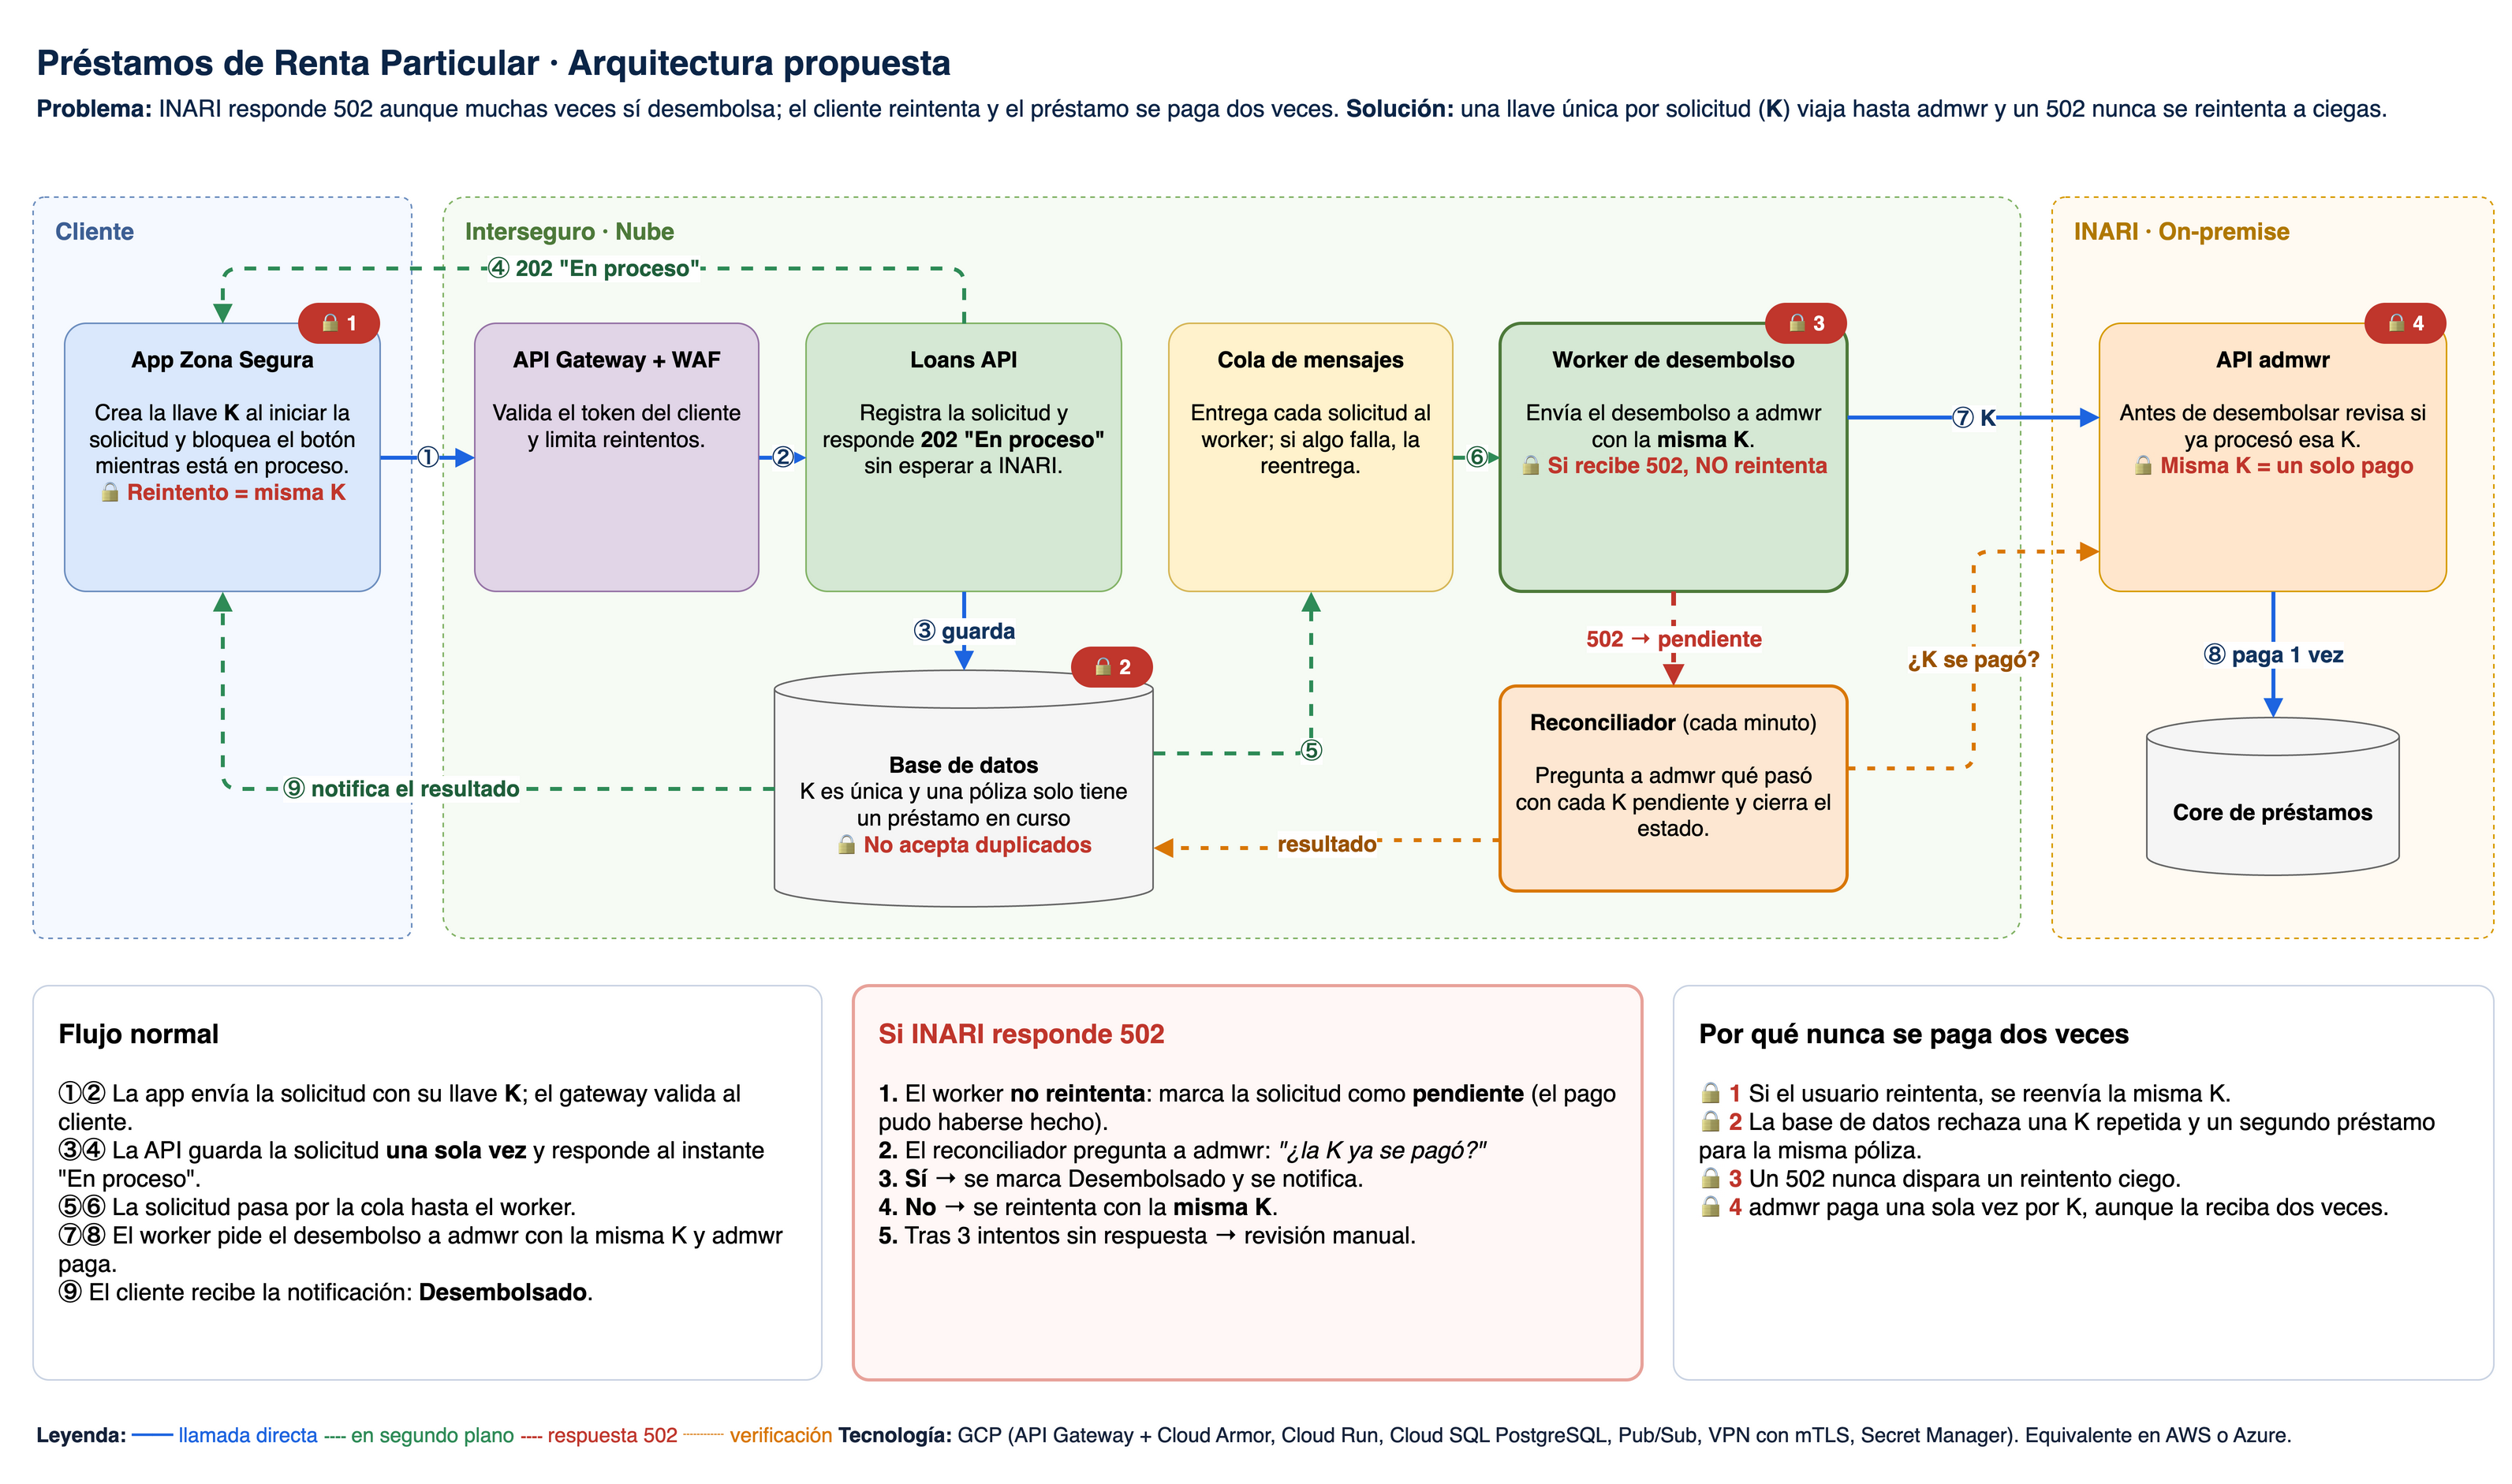 Préstamos de Renta Particular · Arquitectura propuesta
Problema: INARI responde 502 aunque muchas veces sí desembolsa; el cliente reintenta y el préstamo se paga dos veces. Solución: una llave única por solicitud (K) viaja hasta admwr y un 502 nunca se reintenta a ciegas.
Cliente
Interseguro · Nube
INARI · On-premise
④ 202 "En proceso"
🔒 1
App Zona Segura
Crea la llave K al iniciar la
solicitud y bloquea el botón
mientras está en proceso.
🔒 Reintento = misma K
①
API Gateway + WAF
Valida el token del cliente
y limita reintentos.
②
Loans API
Registra la solicitud y
responde 202 "En proceso"
sin esperar a INARI.
Cola de mensajes
Entrega cada solicitud al
worker; si algo falla, la
reentrega.
⑥
🔒 3
Worker de desembolso
Envía el desembolso a admwr
con la misma K.
🔒 Si recibe 502, NO reintenta
⑦ K
🔒 4
API admwr
Antes de desembolsar revisa si
ya procesó esa K.
🔒 Misma K = un solo pago
③ guarda
502 → pendiente
¿K se pagó?
⑧ paga 1 vez
🔒 2
Base de datos
K es única y una póliza solo tiene
un préstamo en curso
🔒 No acepta duplicados
⑤
⑨ notifica el resultado
Reconciliador (cada minuto)
Pregunta a admwr qué pasó
con cada K pendiente y cierra el
estado.
resultado
Core de préstamos
Flujo normal
①② La app envía la solicitud con su llave K; el gateway valida al
cliente.
③④ La API guarda la solicitud una sola vez y responde al instante
"En proceso".
⑤⑥ La solicitud pasa por la cola hasta el worker.
⑦⑧ El worker pide el desembolso a admwr con la misma K y admwr
paga.
⑨ El cliente recibe la notificación: Desembolsado.
Si INARI responde 502
1. El worker no reintenta: marca la solicitud como pendiente (el pago
pudo haberse hecho).
2. El reconciliador pregunta a admwr: "¿la K ya se pagó?"
3. Sí → se marca Desembolsado y se notifica.
4. No → se reintenta con la misma K.
5. Tras 3 intentos sin respuesta → revisión manual.
Por qué nunca se paga dos veces
🔒 1 Si el usuario reintenta, se reenvía la misma K.
🔒 2 La base de datos rechaza una K repetida y un segundo préstamo
para la misma póliza.
🔒 3 Un 502 nunca dispara un reintento ciego.
🔒 4 admwr paga una sola vez por K, aunque la reciba dos veces.
Leyenda: —— llamada directa ---- en segundo plano ---- respuesta 502 ········· verificación Tecnología: GCP (API Gateway + Cloud Armor, Cloud Run, Cloud SQL PostgreSQL, Pub/Sub, VPN con mTLS, Secret Manager). Equivalente en AWS o Azure.